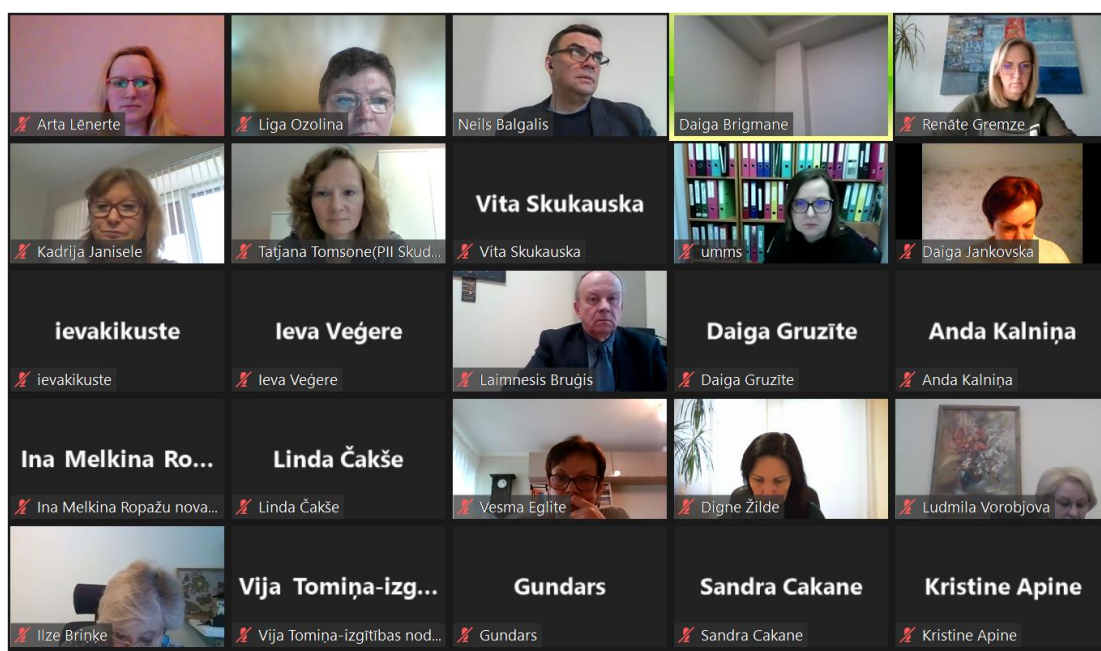 Arta Lēnerte
Liga Ozolina
Neils Balgalis
Daiga Brigmane
Renāte Gremze
Kadrija Janisele
Tatjana Tomsone(PII Skud...
Vita Skukauska
Vita Skukauska
umms
Daiga Jankovska
ievakikuste
ievakikuste
Ieva Veģere
Ieva Veģere
Laimnesis Bruģis
Daiga Gruzīte
Daiga Gruzīte
Anda Kalniņa
Anda Kalniņa
Ina Melkina Ro...
Ina Melkina Ropažu nova...
Linda Čakše
Linda Čakše
Vesma Eglite
Digne Žilde
Ludmila Vorobjova
Ilze Briņķe
Vija Tomiņa-izg...
Vija Tomiņa-izgītības nod...
Gundars
Gundars
Sandra Cakane
Sandra Cakane
Kristine Apine
Kristine Apine